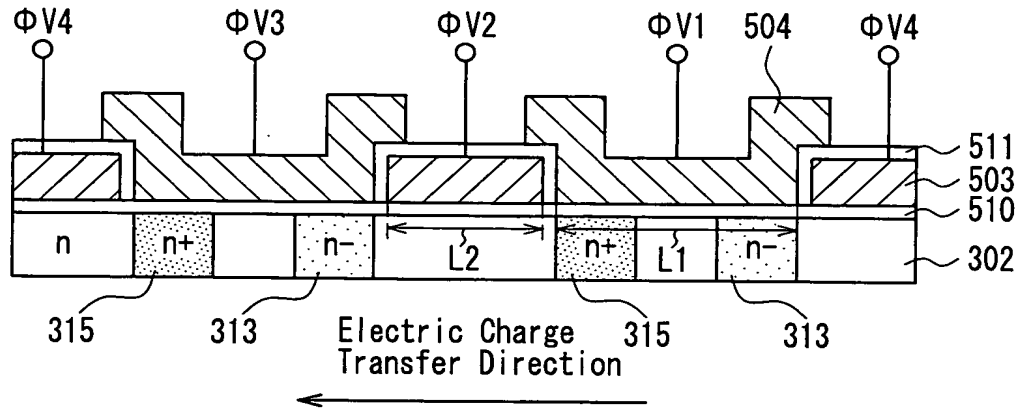 ΦV4 ΦV3 ΦV2 ΦV1 504 ΦV4
511
503
510
n n+ n- L2 n+ L1 n- 302
315 313 315 313
Electric Charge
Transfer Direction